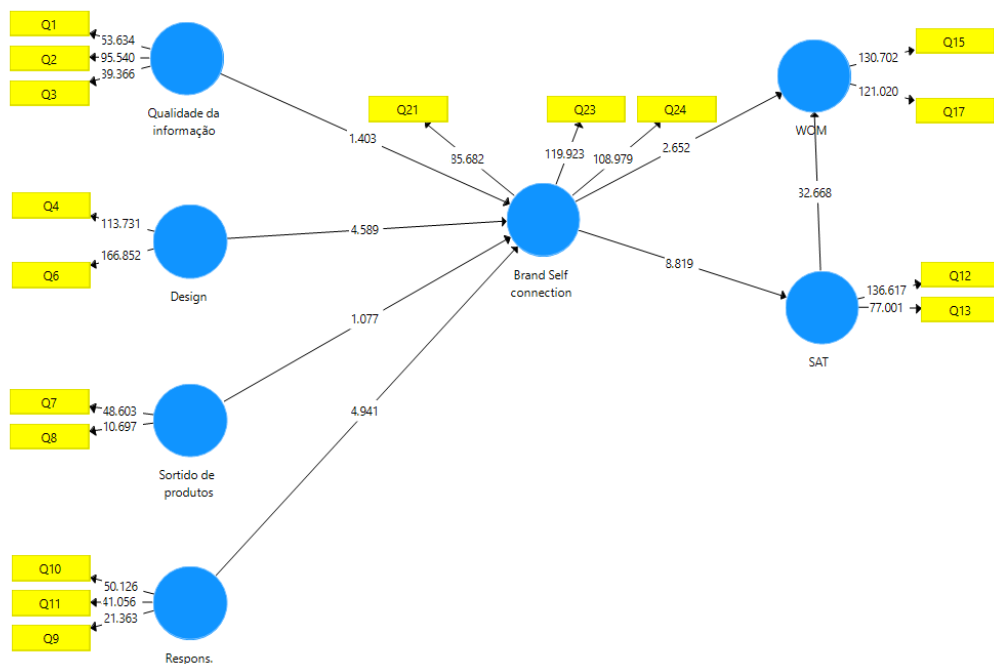 Q1
Q2
Q3
53.634
95.540
39.366
Qualidade da
informação
1.403
Q4
Q6
113.731
166.852
Design
4.589
Q7
Q8
48.603
10.697
Sortido de
produtos
1.077
Q10
Q11
Q9
50.126
41.056
21.363
Respons.
4.941
Q21
Q23
Q24
119.923
108.979
Brand Self
connection
2.652
8.819
WOM
130.702
121.020
Q15
Q17
32.668
SAT
136.617
77.001
Q12
Q13